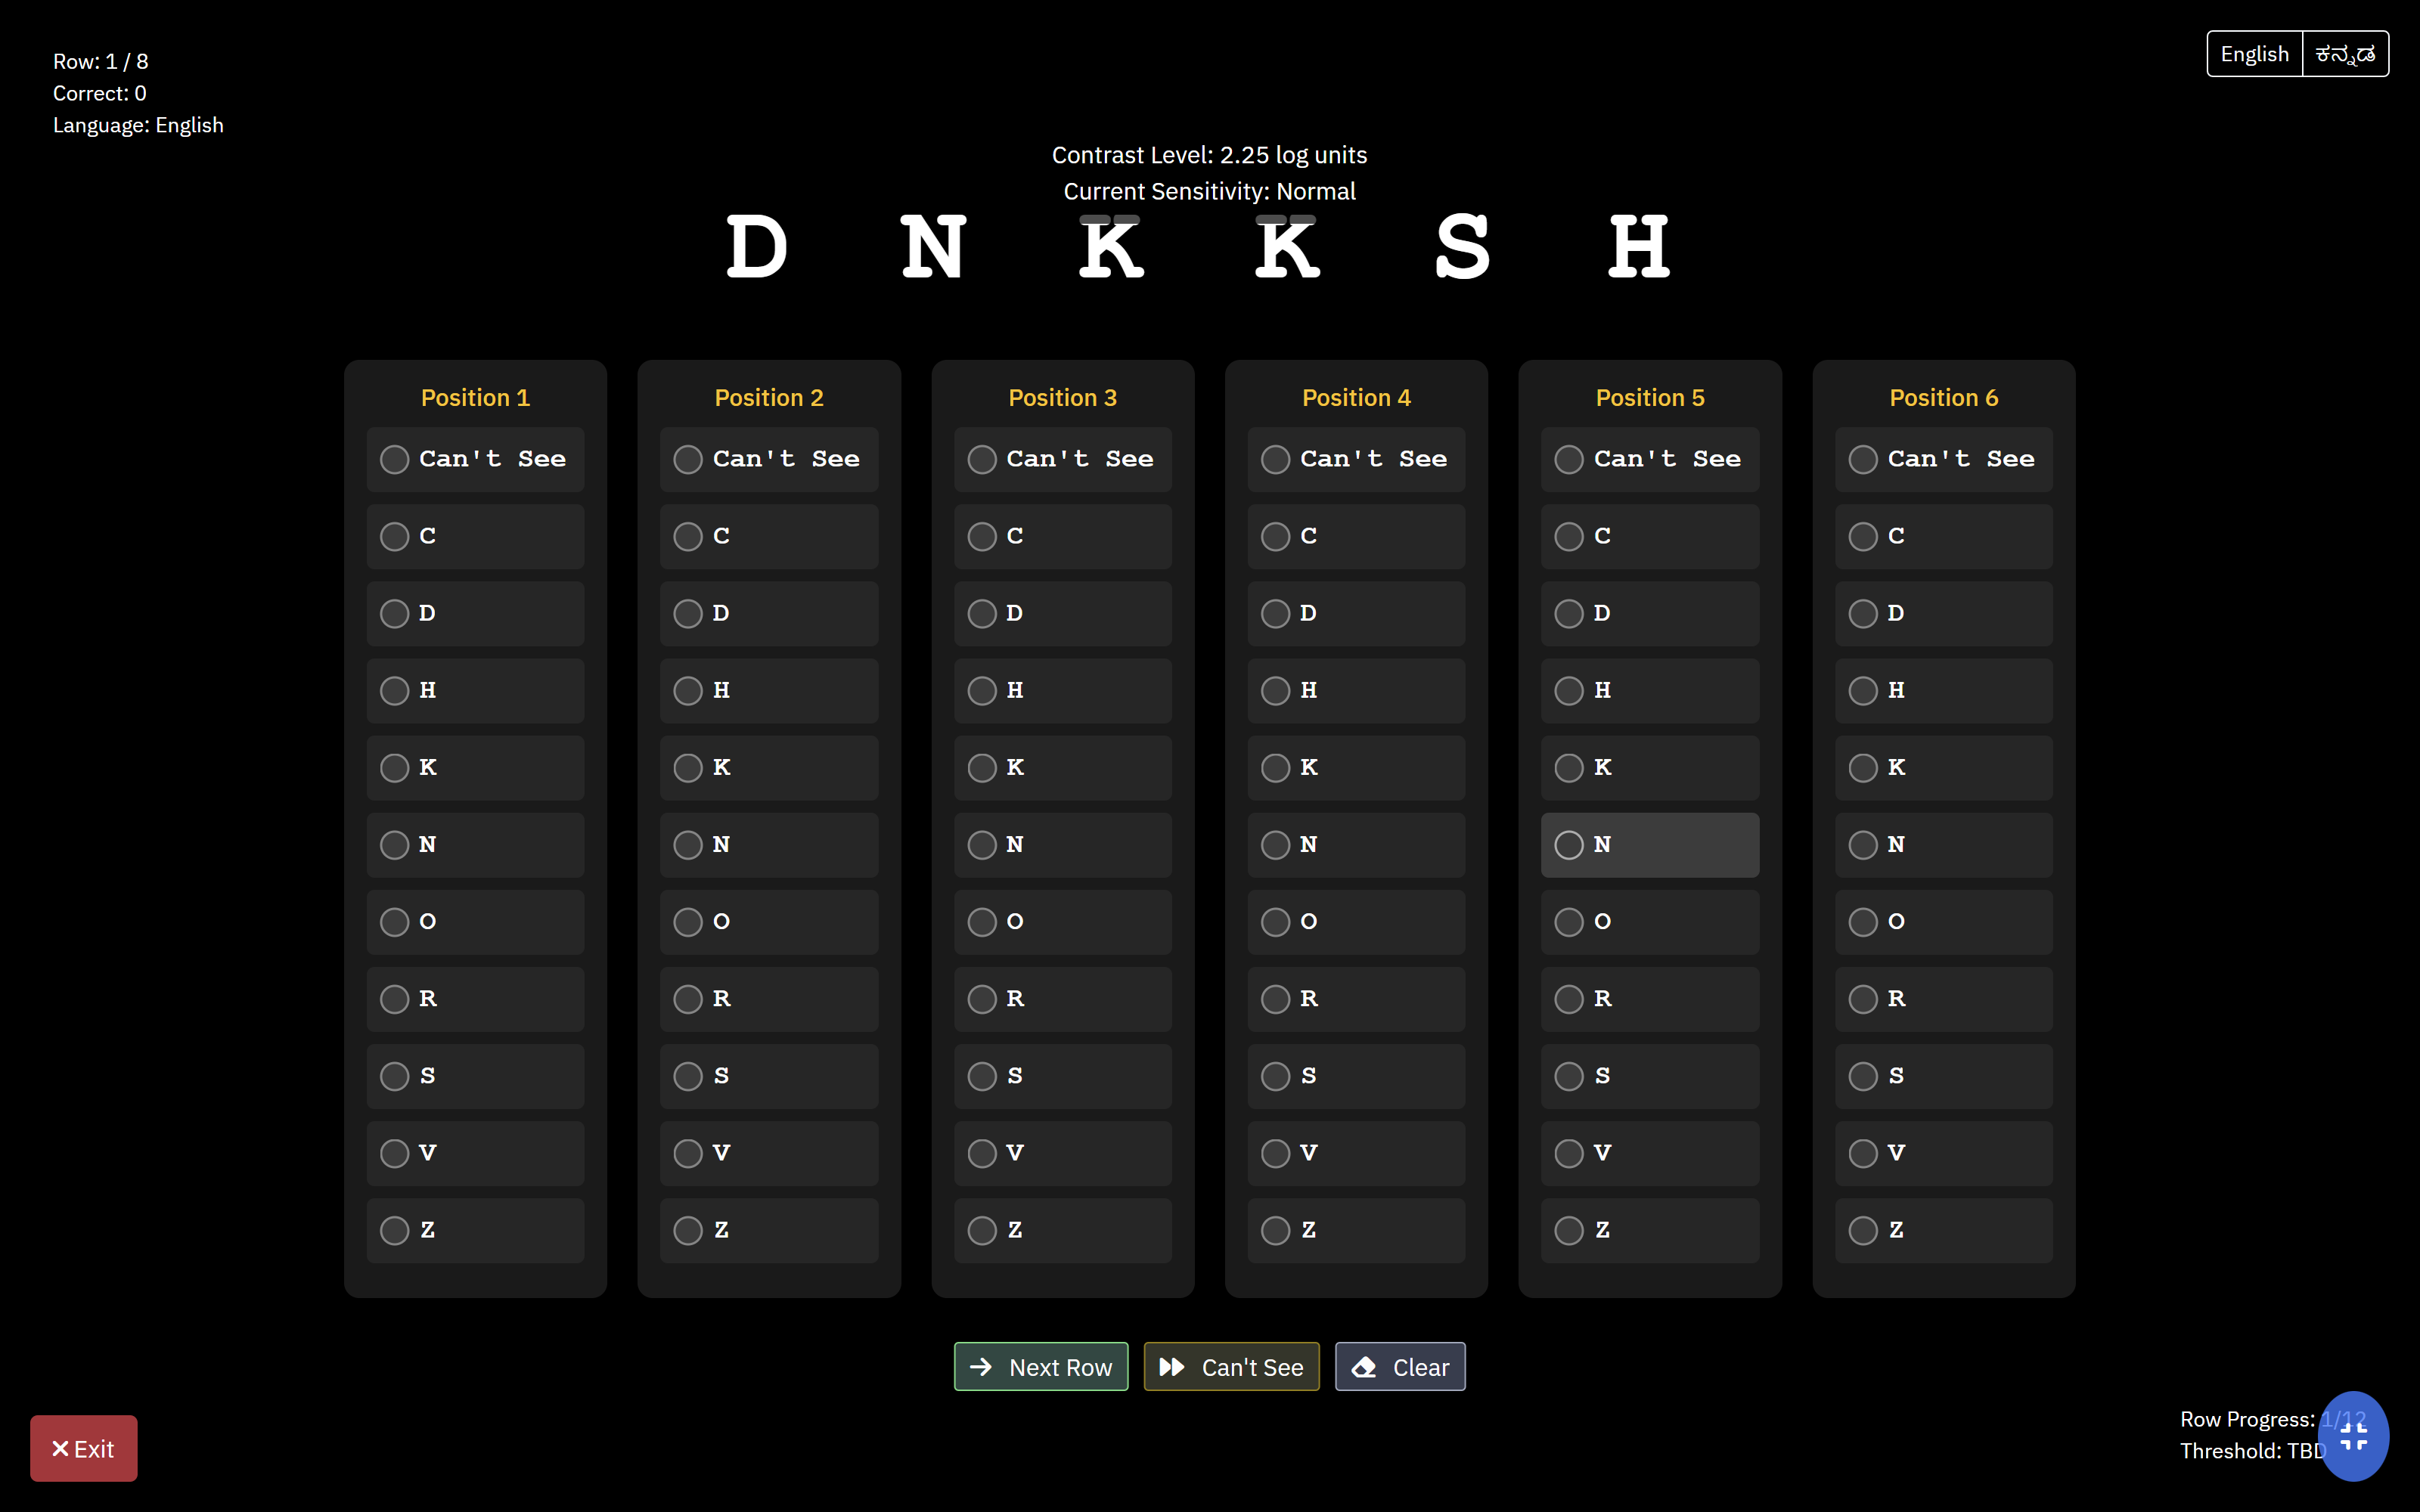 Row: 1 / 8
Correct: 0
Language: English
English ಕನ್ನಡ
Contrast Level: 2.25 log units
Current Sensitivity: Normal
D N K K S H
Position 1 Position 2 Position 3 Position 4 Position 5 Position 6
Can't See Can't See Can't See Can't See Can't See Can't See
C C C C C C
D D D D D D
H H H H H H
K K K K K K
N N N N N N
O O O O O O
R R R R R R
S S S S S S
V V V V V V
Z Z Z Z Z Z
Next Row Can't See Clear
Exit
Row Progress: 1/12
Threshold: TBD